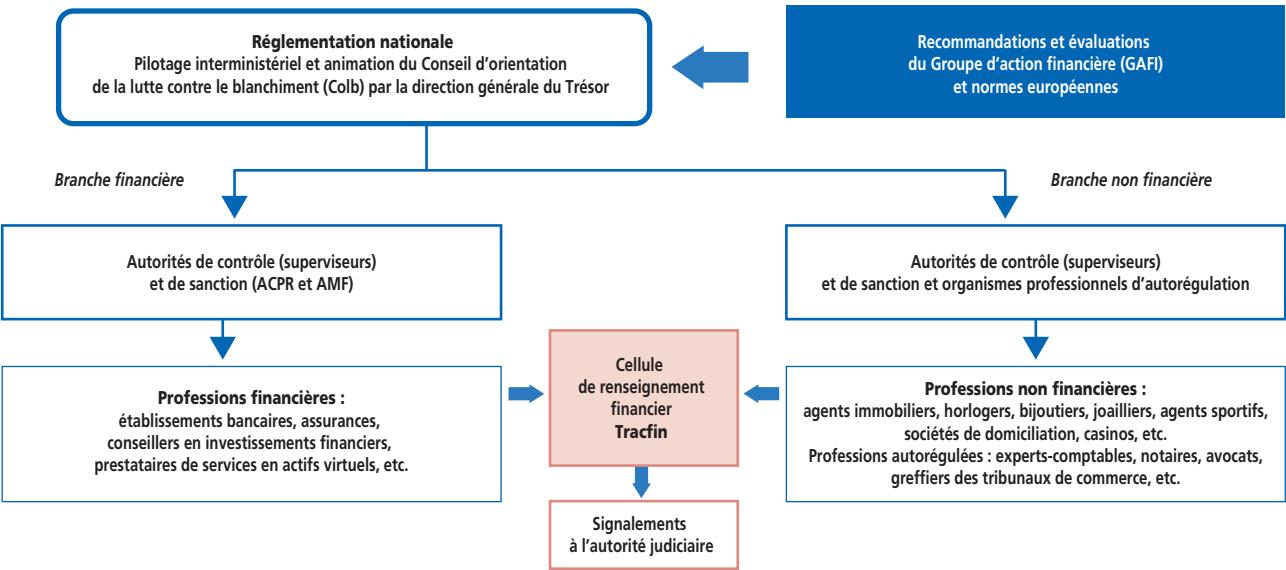 Réglementation nationale
Pilotage interministériel et animation du Conseil d'orientation
de la lutte contre le blanchiment (Colb) par la direction générale du Trésor
Recommandations et évaluations
du Groupe d'action financière (GAFI)
et normes européennes
Branche financière
Branche non financière
Autorités de contrôle (superviseurs)
et de sanction (ACPR et AMF)
Autorités de contrôle (superviseurs)
et de sanction et organismes professionnels d'autorégulation
Professions financières :
établissements bancaires, assurances,
conseillers en investissements financiers,
prestataires de services en actifs virtuels, etc.
Cellule
de renseignement
financier
Tracfin
Professions non financières :
agents immobiliers, horlogers, bijoutiers, joailliers, agents sportifs,
sociétés de domiciliation, casinos, etc.
Professions autorégulées : experts-comptables, notaires, avocats,
greffiers des tribunaux de commerce, etc.
Signalements
à l'autorité judiciaire